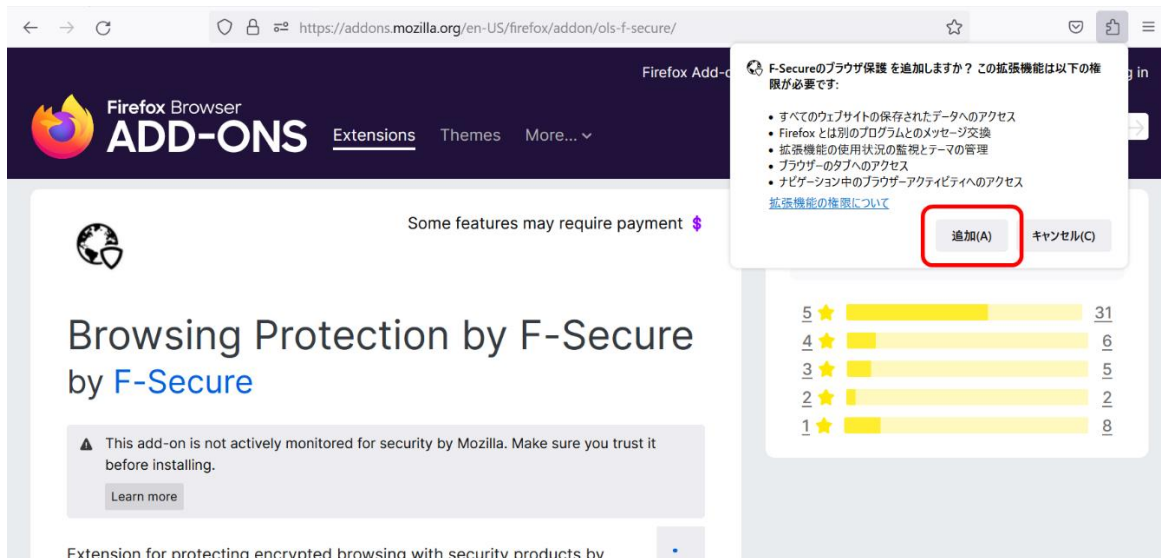 https://addons.mozilla.org/en-US/firefox/addon/ols-f-secure/
Firefox Add-o
g in
Firefox Browser
ADD-ONS
Extensions
Themes
More...
F-Secureのブラウザ保護 を追加しますか？ この拡張機能は以下の権
限が必要です:
• すべてのウェブサイトの保存されたデータへのアクセス
• Firefox とは別のプログラムとのメッセージ交換
• 拡張機能の使用状況の監視とテーマの管理
• ブラウザーのタブへのアクセス
• ナビゲーション中のブラウザーアクティビティへのアクセス
拡張機能の権限について
追加(A)
キャンセル(C)
Some features may require payment $
Browsing Protection by F-Secure
by F-Secure
This add-on is not actively monitored for security by Mozilla. Make sure you trust it
before installing.
Learn more
Extension for protecting encrypted browsing with security products by
5 31
4 6
3 5
2 2
1 8